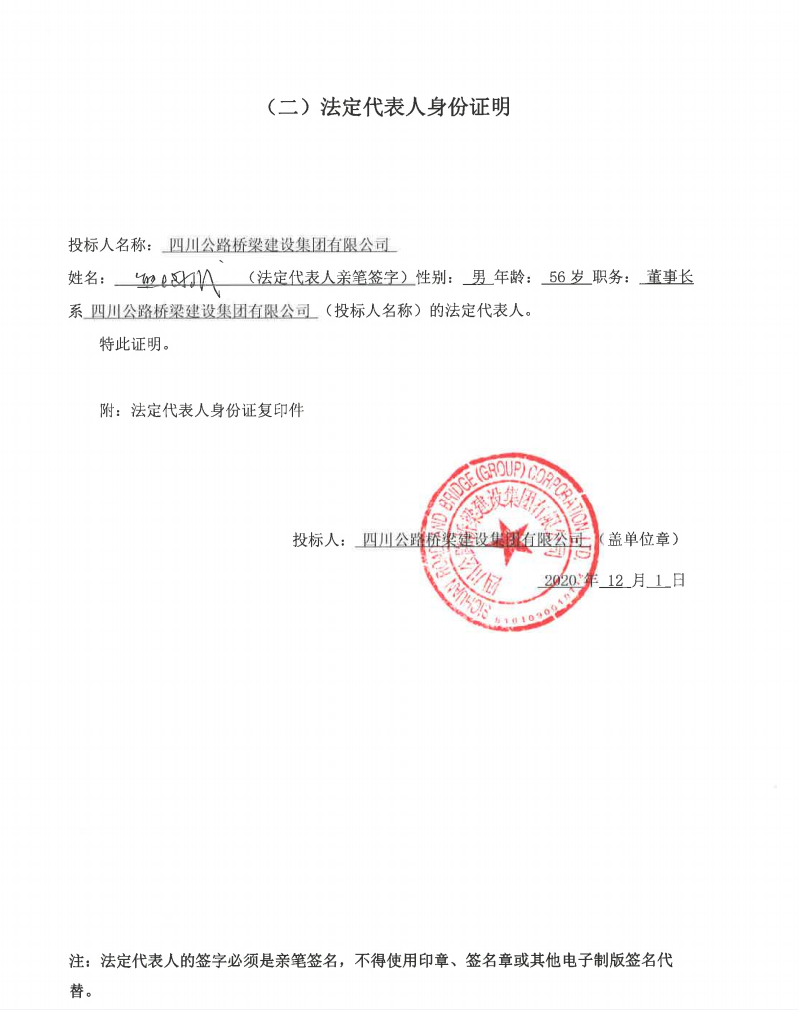 （二）法定代表人身份证明
投标人名称： 四川公路桥梁建设集团有限公司
姓名： （法定代表人亲笔签字）性别： 男 年龄： 56 岁 职务： 董事长
系 四川公路桥梁建设集团有限公司 （投标人名称）的法定代表人。
特此证明。
附：法定代表人身份证复印件
SICHUAN ROAD AND BRIDGE (GROUP) CORPORATION LTD.
四川公路桥梁建设集团有限公司
投标人： 四川公路桥梁建设集团有限公司 （盖单位章）
2020 年 12 月 1 日
注：法定代表人的签字必须是亲笔签名，不得使用印章、签名章或其他电子制版签名代
替。